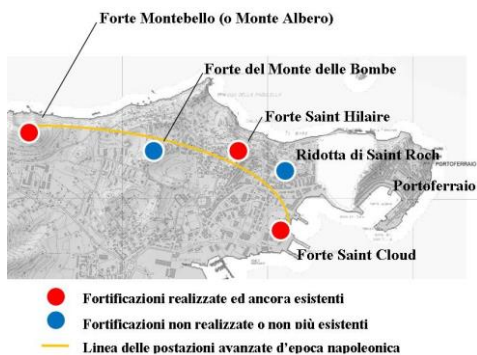 Forte Montebello (o Monte Albero)
Forte del Monte delle Bombe
Forte Saint Hilaire
Ridotta di Saint Roch
PORTOFERRAIO
Portoferraio
Forte Saint Cloud
Fortificazioni realizzate ed ancora esistenti
Fortificazioni non realizzate o non più esistenti
Linea delle postazioni avanzate d'epoca napoleonica